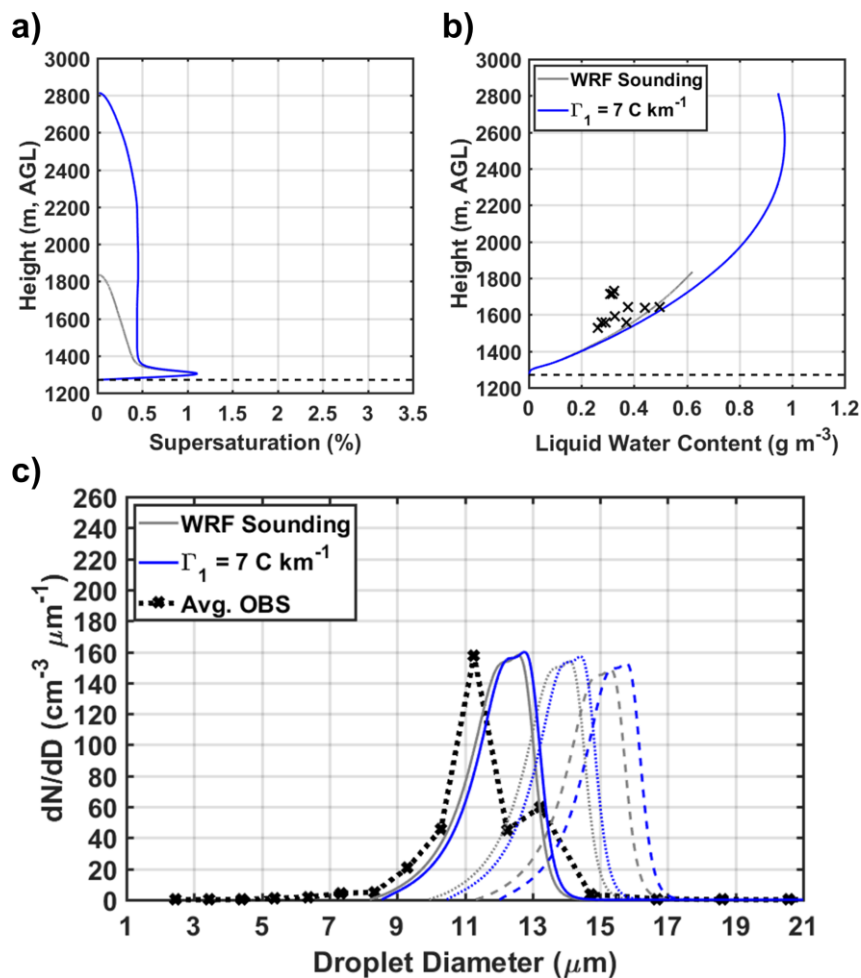 a)
3000
2800
2600
2400
2200
2000
1800
1600
1400
1200
Height (m, AGL)
0 0.5 1 1.5 2 2.5 3 3.5
Supersaturation (%)
b)
WRF Sounding
Γ₁ = 7 C km⁻¹
3000
2800
2600
2400
2200
2000
1800
1600
1400
1200
Height (m, AGL)
0 0.2 0.4 0.6 0.8 1 1.2
Liquid Water Content (g m⁻³)
c)
WRF Sounding
Γ₁ = 7 C km⁻¹
Avg. OBS
260
240
220
200
180
160
140
120
100
80
60
40
20
0
dN/dD (cm⁻³ μm⁻¹)
1 3 5 7 9 11 13 15 17 19 21
Droplet Diameter (μm)